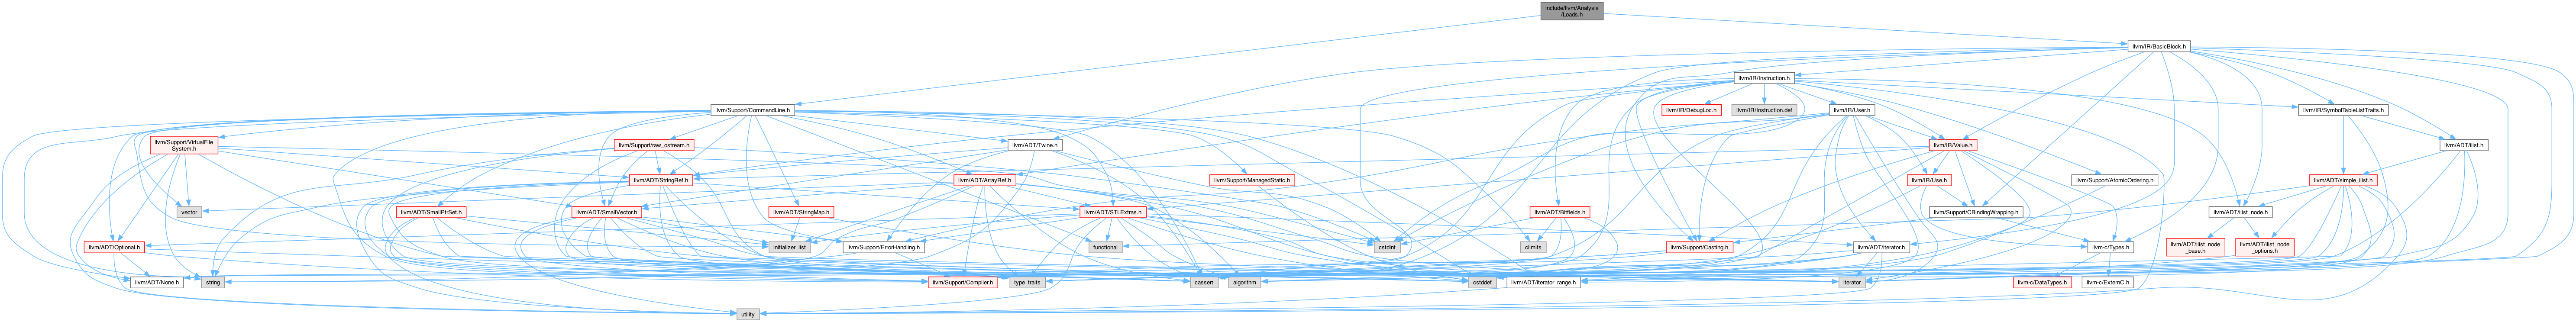 include/llvm/Analysis
/Loads.h
llvm/IR/BasicBlock.h
llvm/IR/Instruction.h
llvm/Support/CommandLine.h
llvm/IR/DebugLoc.h
llvm/IR/Instruction.def
llvm/IR/User.h
llvm/IR/SymbolTableListTraits.h
llvm/Support/VirtualFile
System.h
llvm/Support/raw_ostream.h
llvm/ADT/Twine.h
llvm/IR/Value.h
llvm/ADT/ilist.h
llvm/ADT/StringRef.h
llvm/ADT/ArrayRef.h
llvm/Support/ManagedStatic.h
llvm/IR/Use.h
llvm/Support/AtomicOrdering.h
llvm/ADT/simple_ilist.h
vector
llvm/ADT/SmallPtrSet.h
llvm/ADT/SmallVector.h
llvm/ADT/StringMap.h
llvm/ADT/STLExtras.h
llvm/ADT/Bitfields.h
llvm/Support/CBindingWrapping.h
llvm/ADT/ilist_node.h
llvm/ADT/Optional.h
initializer_list
llvm/Support/ErrorHandling.h
functional
cstdint
climits
llvm/Support/Casting.h
llvm/ADT/iterator.h
llvm-c/Types.h
llvm/ADT/ilist_node
_base.h
llvm/ADT/ilist_node
_options.h
llvm/ADT/None.h
string
llvm/Support/Compiler.h
type_traits
cassert
algorithm
cstddef
llvm/ADT/iterator_range.h
iterator
llvm-c/DataTypes.h
llvm-c/ExternC.h
utility